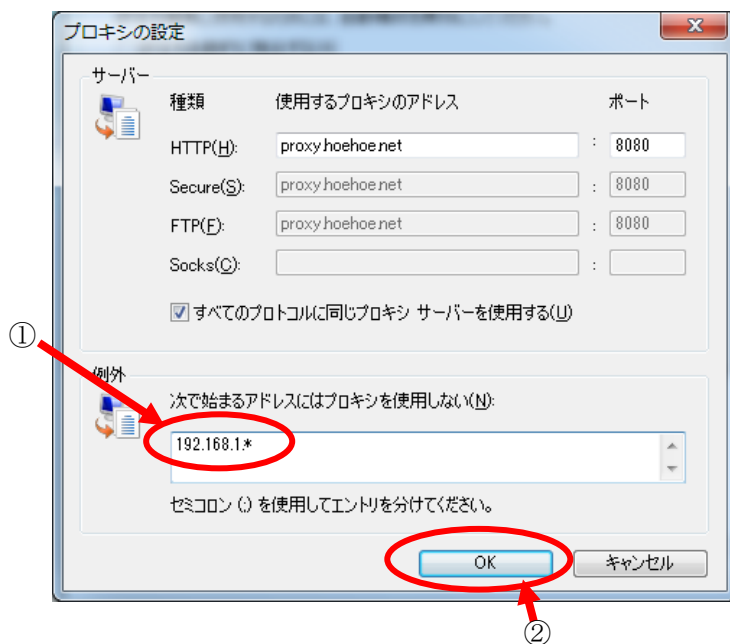 プロキシの設定
サーバー
種類 使用するプロキシのアドレス ポート
HTTP(H): proxy.hoehoe.net : 8080
Secure(S): proxy.hoehoe.net : 8080
FTP(F): proxy.hoehoe.net : 8080
Socks(C): :
すべてのプロトコルに同じプロキシ サーバーを使用する(U)
①
例外
次で始まるアドレスにはプロキシを使用しない(N):
192.168.1.*
セミコロン (;) を使用してエントリを分けてください。
OK キャンセル
②